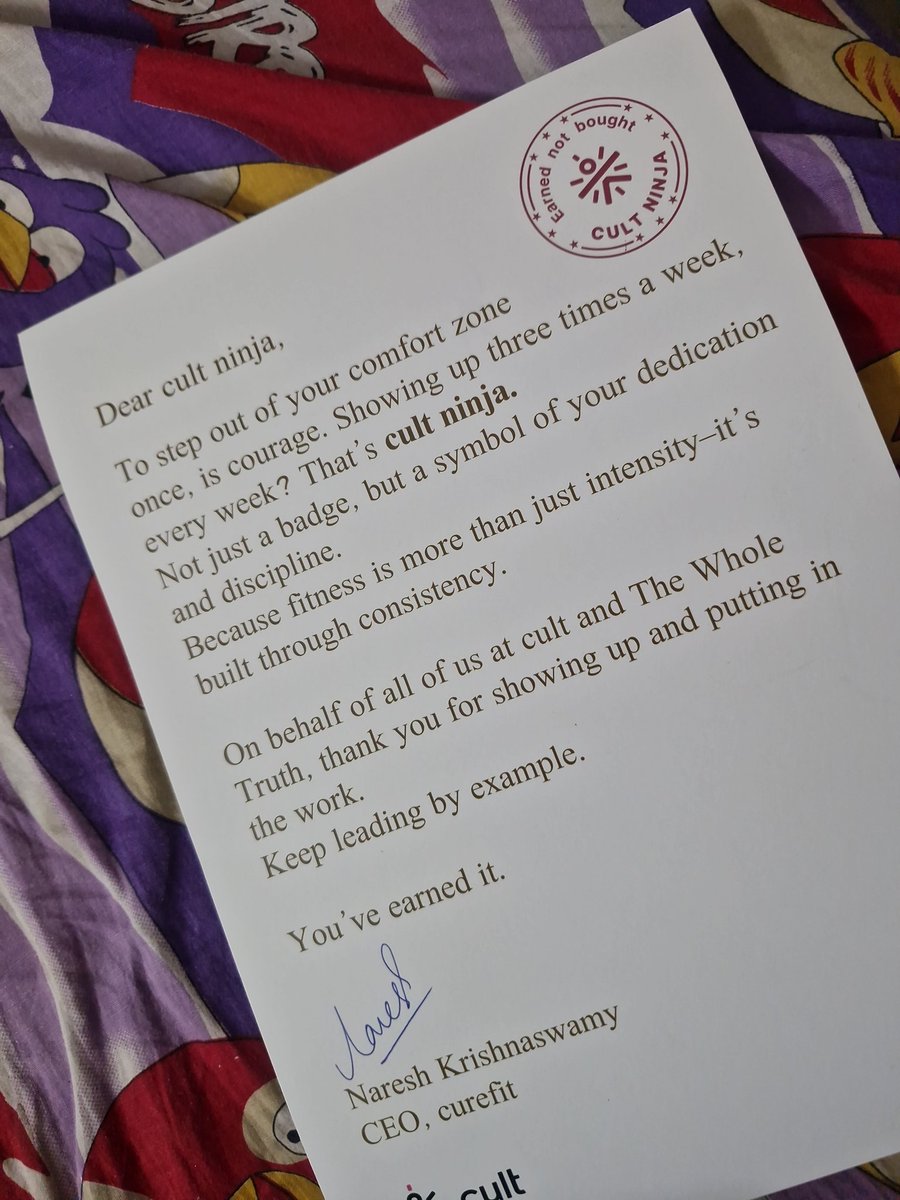 Earned not bought
CULT NINJA
Dear cult ninja,
To step out of your comfort zone
once, is courage. Showing up three times a week,
every week? That's cult ninja.
Not just a badge, but a symbol of your dedication
and discipline.
Because fitness is more than just intensity–it's
built through consistency.
On behalf of all of us at cult and The Whole
Truth, thank you for showing up and putting in
the work.
Keep leading by example.
You've earned it.
Naresh
Naresh Krishnaswamy
CEO, curefit
cult